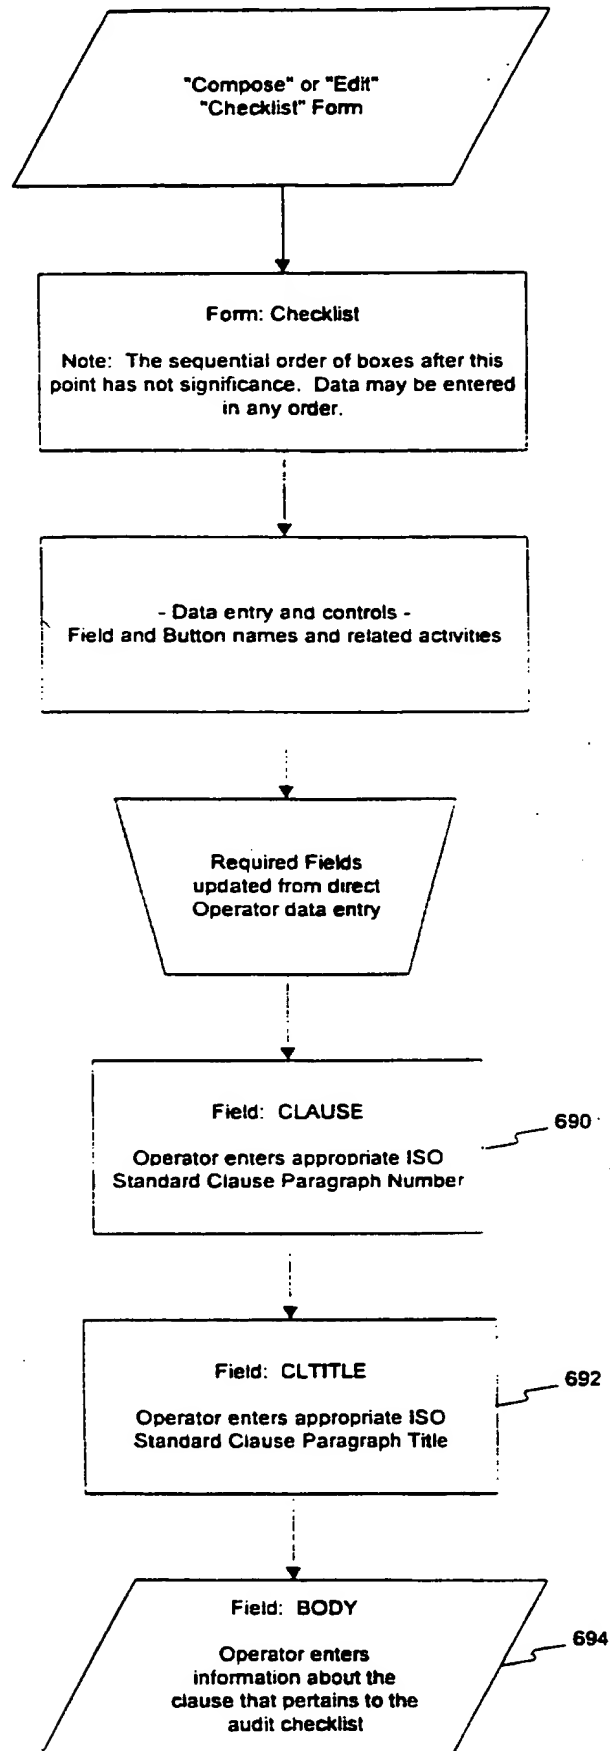 "Compose" or "Edit"
"Checklist" Form
Form: Checklist
Note: The sequential order of boxes after this
point has not significance. Data may be entered
in any order.
- Data entry and controls -
Field and Button names and related activities
Required Fields
updated from direct
Operator data entry
Field: CLAUSE
Operator enters appropriate ISO
Standard Clause Paragraph Number
690
Field: CLTITLE
Operator enters appropriate ISO
Standard Clause Paragraph Title
692
Field: BODY
Operator enters
information about the
clause that pertains to the
audit checklist
694